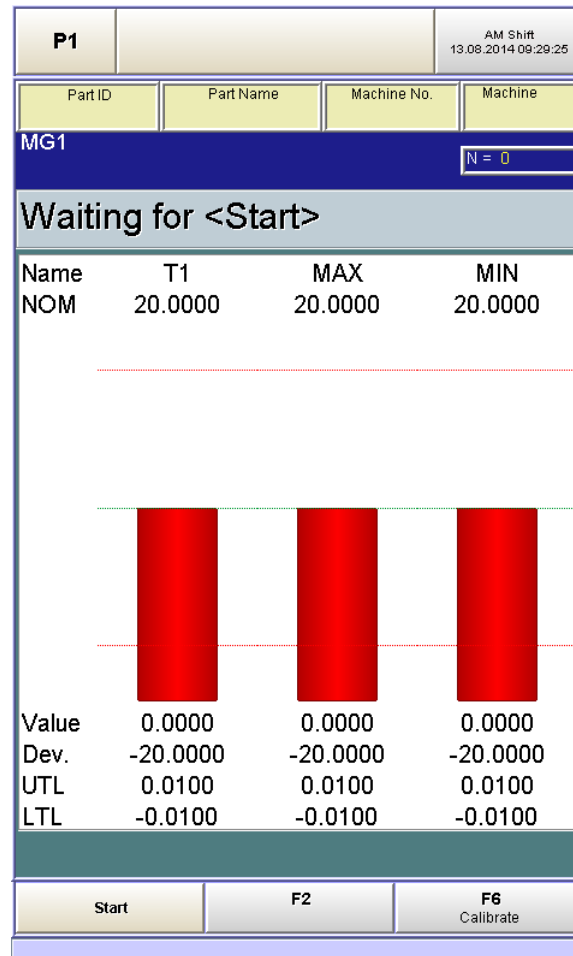 P1
AM Shift
13.08.2014 09:29:25
Part ID Part Name Machine No. Machine
MG1
N = 0
Waiting for <Start>
Name T1 MAX MIN
NOM 20.0000 20.0000 20.0000
Value 0.0000 0.0000 0.0000
Dev. -20.0000 -20.0000 -20.0000
UTL 0.0100 0.0100 0.0100
LTL -0.0100 -0.0100 -0.0100
Start F2 F6
Calibrate